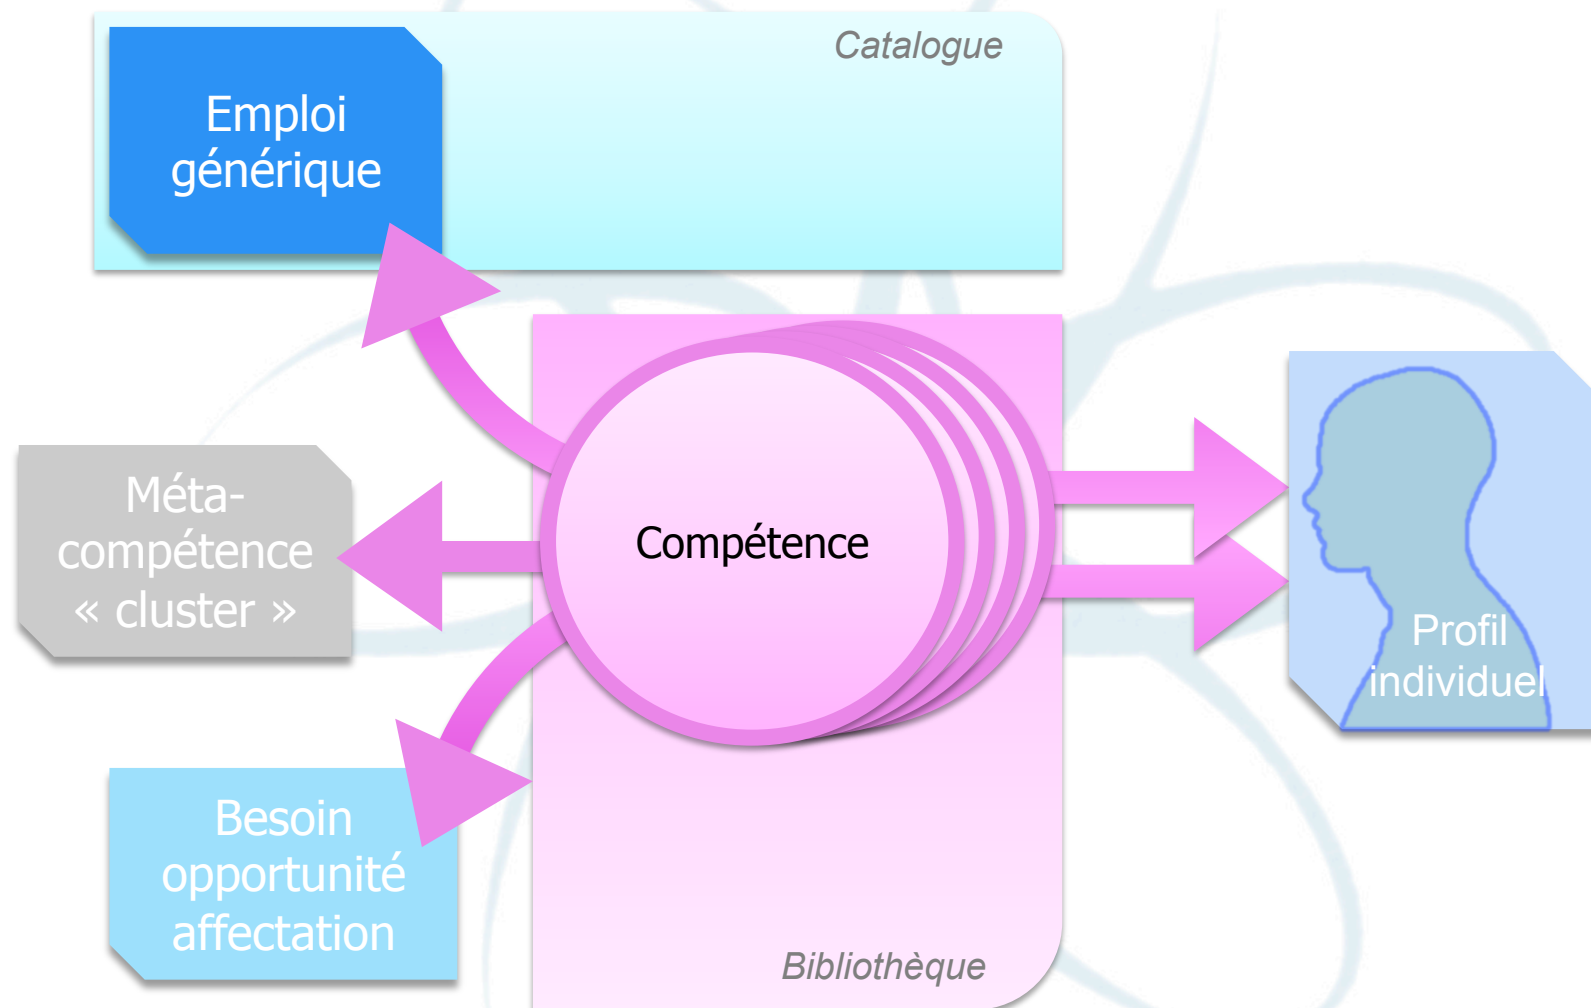 Catalogue
Emploi
générique
Méta-
compétence
« cluster »
Compétence
Profil
individuel
Besoin
opportunité
affectation
Bibliothèque